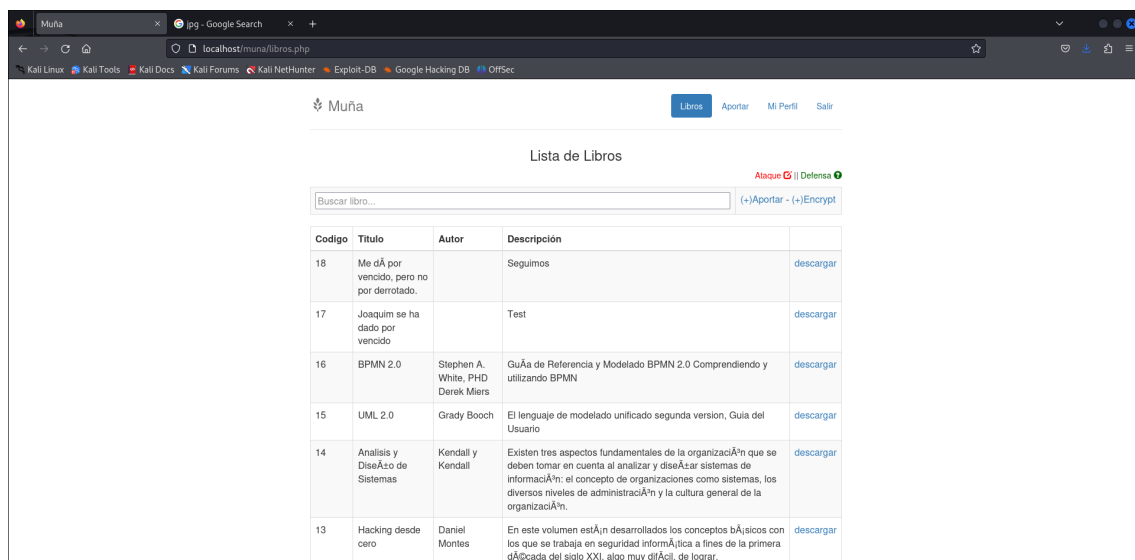 Muña
jpg - Google Search
localhost/muna/libros.php
Kali Linux Kali Tools Kali Docs Kali Forums Kali NetHunter Exploit-DB Google Hacking DB OffSec
Muña
Libros Aportar Mi Perfil Salir
Lista de Libros
Ataque || Defensa
Buscar libro... (+)Aportar - (+)Encrypt
Codigo Titulo Autor Descripción
18 Me dÃ por Seguimos descargar
vencido, pero no
por derrotado.
17 Joaquim se ha Test descargar
dado por
vencido
16 BPMN 2.0 Stephen A. GuÃa de Referencia y Modelado BPMN 2.0 Comprendiendo y descargar
White, PHD utilizando BPMN
Derek Miers
15 UML 2.0 Grady Booch El lenguaje de modelado unificado segunda version, Guia del descargar
Usuario
14 Analisis y Kendall y Existen tres aspectos fundamentales de la organizaciÃ³n que se descargar
DiseÃ±o de Kendall deben tomar en cuenta al analizar y diseÃ±ar sistemas de
Sistemas informaciÃ³n: el concepto de organizaciones como sistemas, los
diversos niveles de administraciÃ³n y la cultura general de la
organizaciÃ³n.
13 Hacking desde Daniel En este volumen estÃ¡n desarrollados los conceptos bÃ¡sicos con descargar
cero Montes los que se trabaja en seguridad informÃ¡tica a fines de la primera
dÃ©cada del siglo XXI, algo muy difÃcil, de lograr.